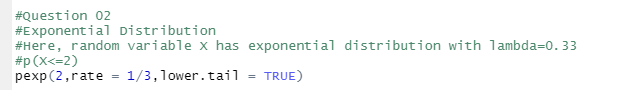 #Question 02
#Exponential Distribution
#Here, random variable X has exponential distribution with lambda=0.33
#p(X<=2)
pexp(2,rate = 1/3,lower.tail = TRUE)